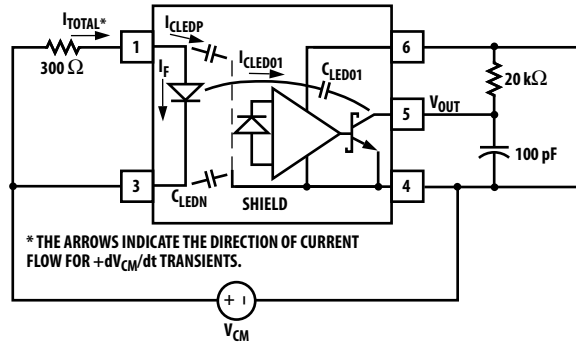 I_TOTAL*
300 Ω
1
I_CLEDP
I_F
I_CLED01
C_LED01
6
20 kΩ
5
V_OUT
100 pF
3
C_LEDN
SHIELD
4
* THE ARROWS INDICATE THE DIRECTION OF CURRENT
FLOW FOR +dV_CM/dt TRANSIENTS.
+ –
V_CM